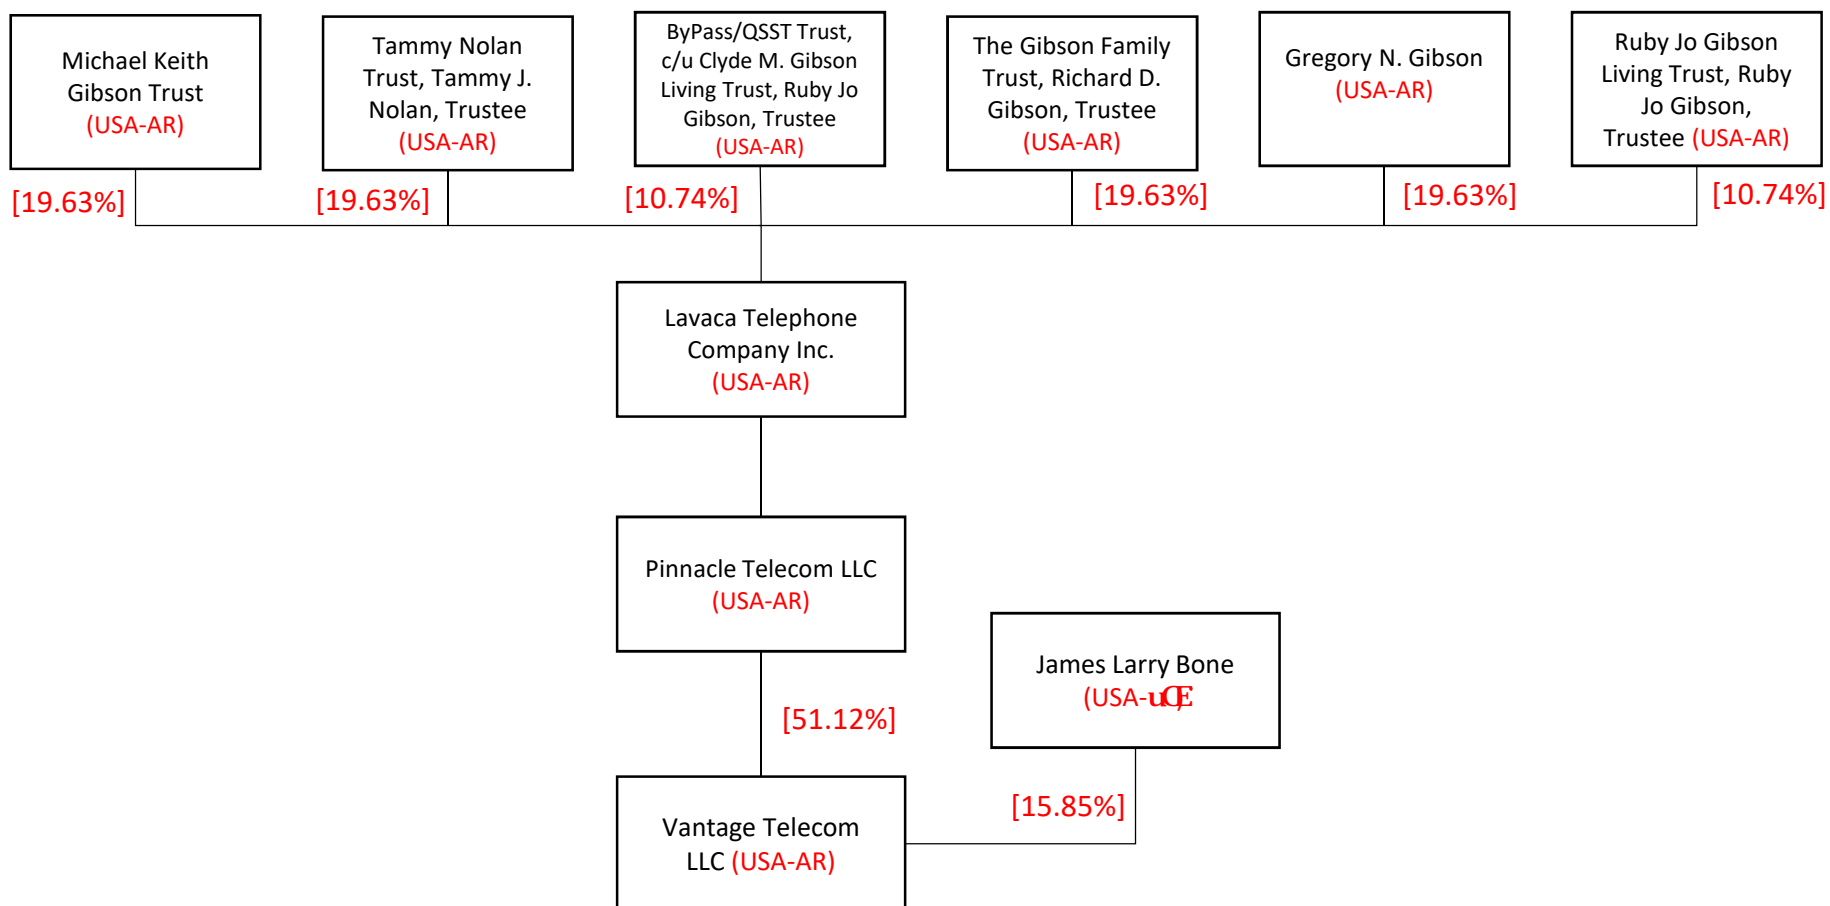 Michael Keith
Gibson Trust
(USA-AR)
Tammy Nolan
Trust, Tammy J.
Nolan, Trustee
(USA-AR)
ByPass/QSST Trust,
c/u Clyde M. Gibson
Living Trust, Ruby Jo
Gibson, Trustee
(USA-AR)
The Gibson Family
Trust, Richard D.
Gibson, Trustee
(USA-AR)
Gregory N. Gibson
(USA-AR)
Ruby Jo Gibson
Living Trust, Ruby
Jo Gibson,
Trustee (USA-AR)
[19.63%]
[19.63%]
[10.74%]
[19.63%]
[19.63%]
[10.74%]
Lavaca Telephone
Company Inc.
(USA-AR)
Pinnacle Telecom LLC
(USA-AR)
James Larry Bone
(USA-
[51.12%]
[15.85%]
Vantage Telecom
LLC (USA-AR)